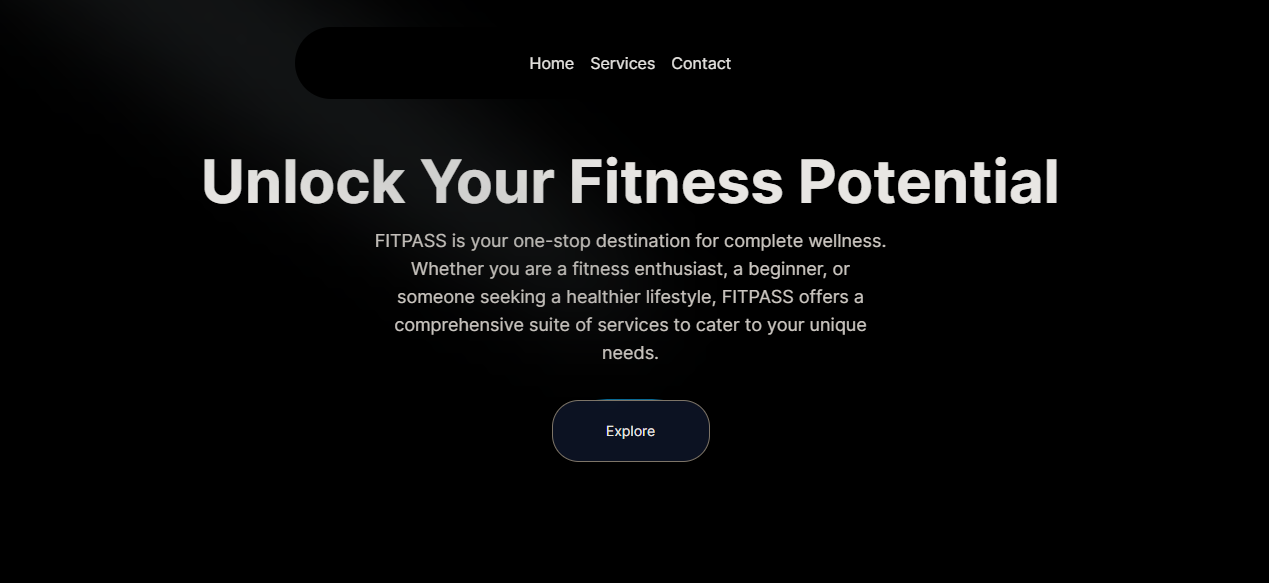 Home Services Contact
Unlock Your Fitness Potential
FITPASS is your one-stop destination for complete wellness.
Whether you are a fitness enthusiast, a beginner, or
someone seeking a healthier lifestyle, FITPASS offers a
comprehensive suite of services to cater to your unique
needs.
Explore